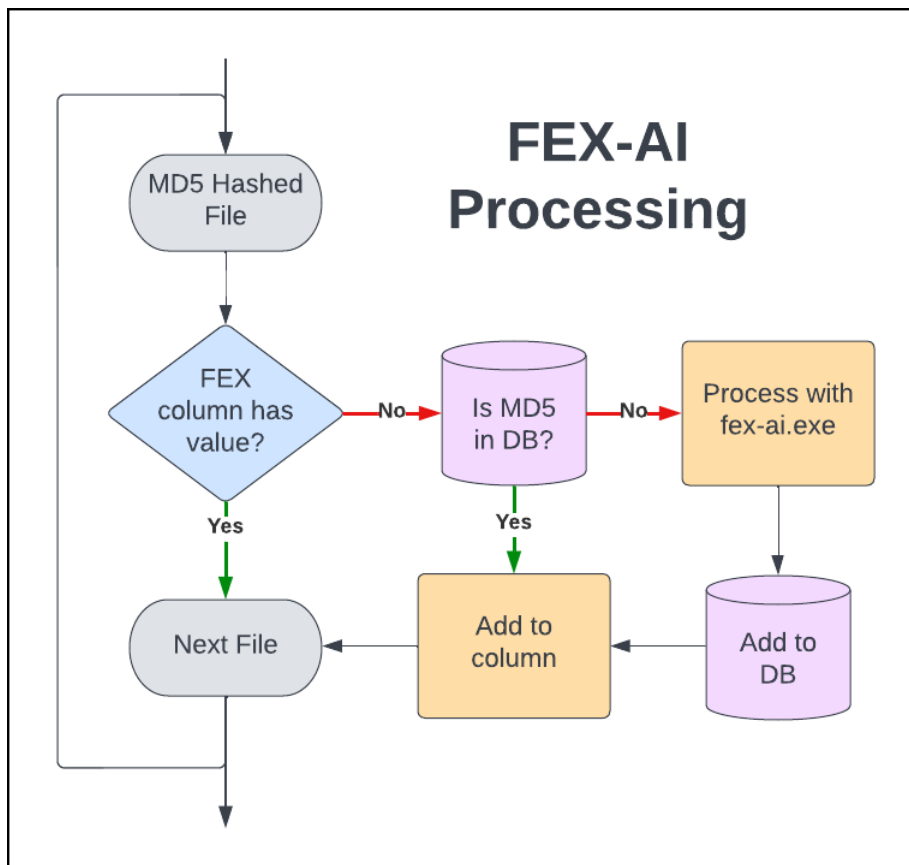 FEX-AI
Processing
MD5 Hashed
File
FEX
column has
value?
No
Is MD5
in DB?
No
Process with
fex-ai.exe
Yes
Yes
Next File
Add to
column
Add to
DB